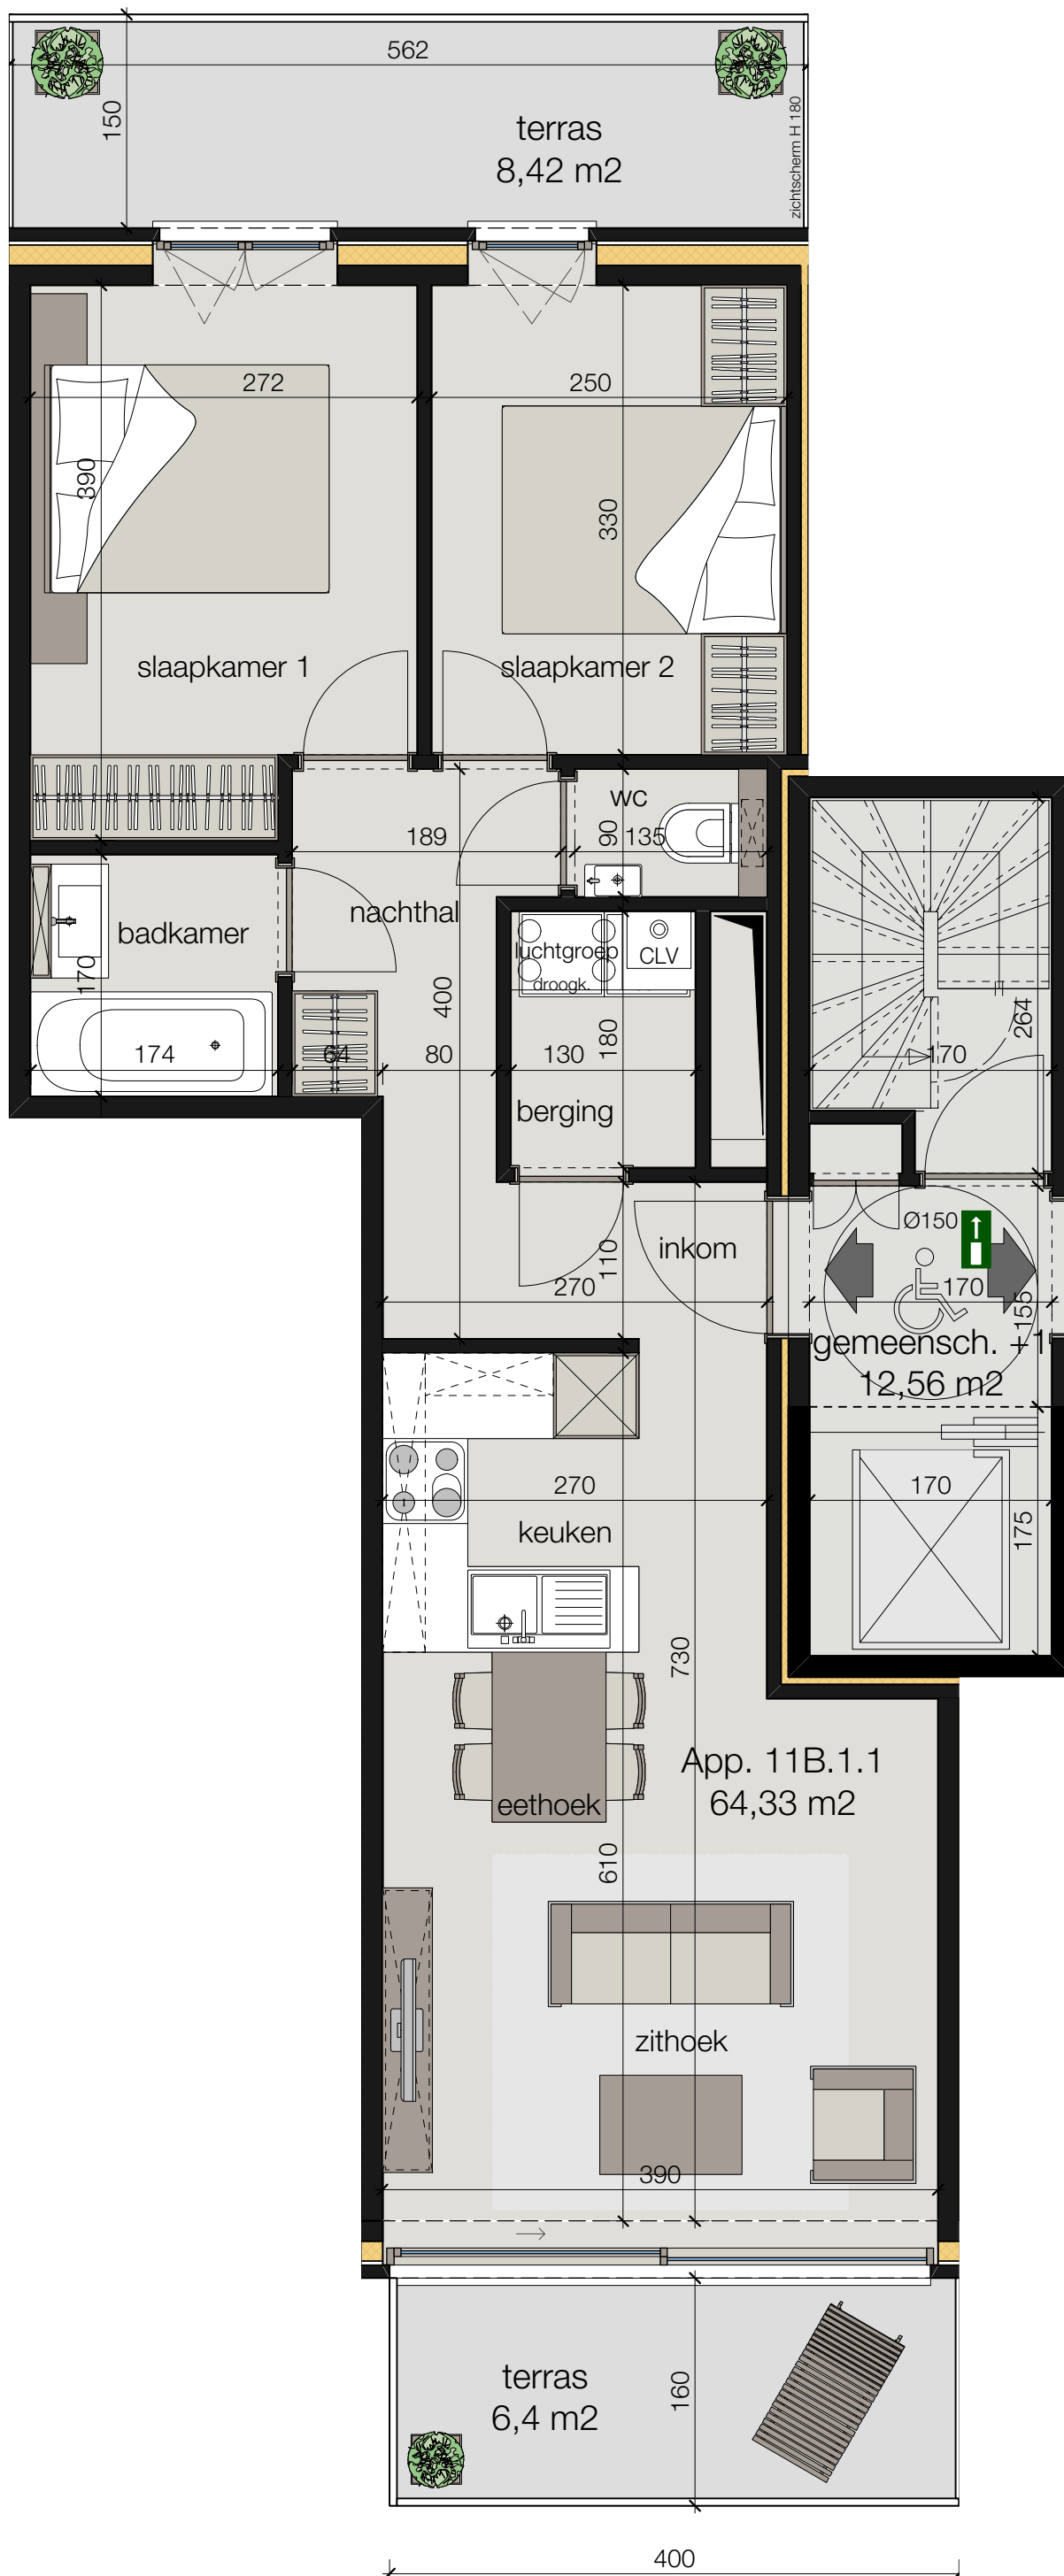 562
150
terras
8,42 m2
zichtscherm H 180
272
250
390
330
slaapkamer 1
slaapkamer 2
wc
90
135
189
nachthal
badkamer
170
luchtgroep
CLV
droogk.
400
180
264
174
64
80
130
170
berging
Ø150
inkom
110
270
170
155
gemeensch. +1
12,56 m2
270
170
keuken
175
730
App. 11B.1.1
64,33 m2
eethoek
610
zithoek
390
terras
6,4 m2
160
400